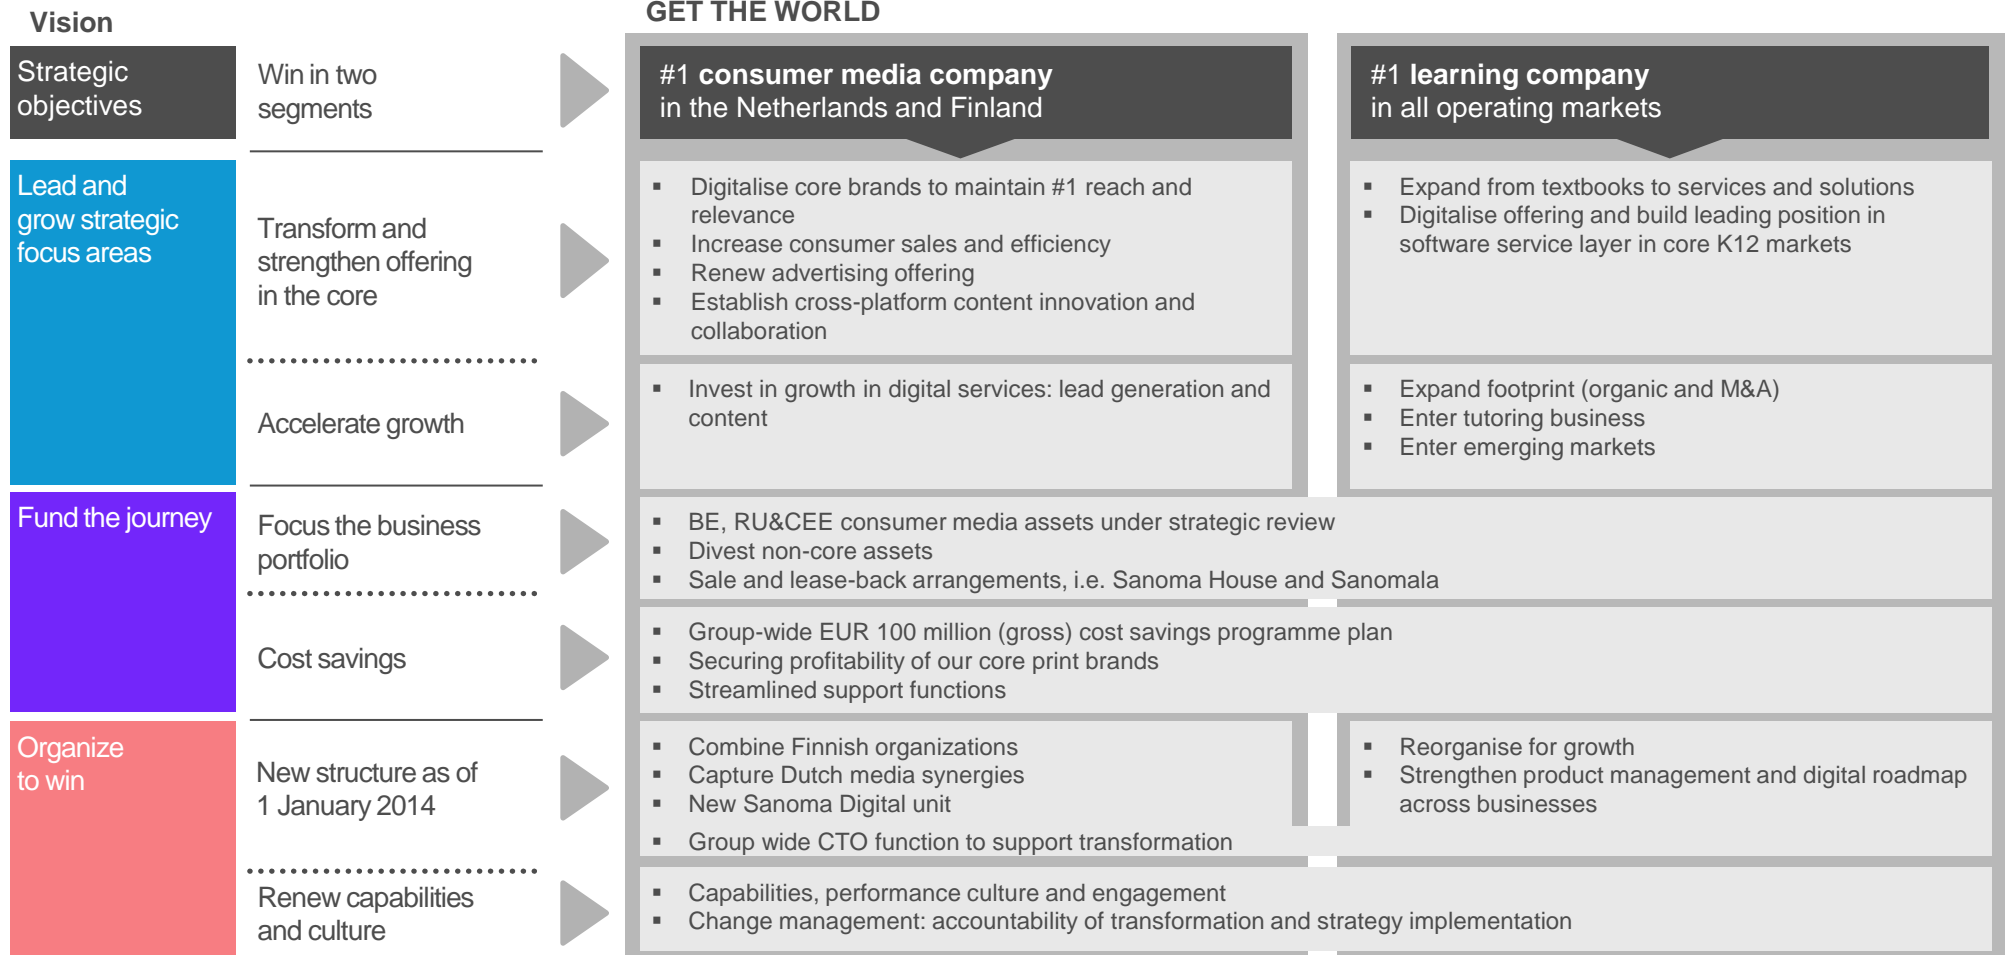 Vision
GET THE WORLD
Strategic
objectives
Win in two
segments
#1 consumer media company
in the Netherlands and Finland
#1 learning company
in all operating markets
Lead and
grow strategic
focus areas
Transform and
strengthen offering
in the core
▪ Digitalise core brands to maintain #1 reach and
relevance
▪ Increase consumer sales and efficiency
▪ Renew advertising offering
▪ Establish cross-platform content innovation and
collaboration
▪ Expand from textbooks to services and solutions
▪ Digitalise offering and build leading position in
software service layer in core K12 markets
Accelerate growth
▪ Invest in growth in digital services: lead generation and
content
▪ Expand footprint (organic and M&A)
▪ Enter tutoring business
▪ Enter emerging markets
Fund the journey
Focus the business
portfolio
▪ BE, RU&CEE consumer media assets under strategic review
▪ Divest non-core assets
▪ Sale and lease-back arrangements, i.e. Sanoma House and Sanomala
Cost savings
▪ Group-wide EUR 100 million (gross) cost savings programme plan
▪ Securing profitability of our core print brands
▪ Streamlined support functions
Organize
to win
New structure as of
1 January 2014
▪ Combine Finnish organizations
▪ Capture Dutch media synergies
▪ New Sanoma Digital unit
▪ Group wide CTO function to support transformation
▪ Reorganise for growth
▪ Strengthen product management and digital roadmap
across businesses
Renew capabilities
and culture
▪ Capabilities, performance culture and engagement
▪ Change management: accountability of transformation and strategy implementation